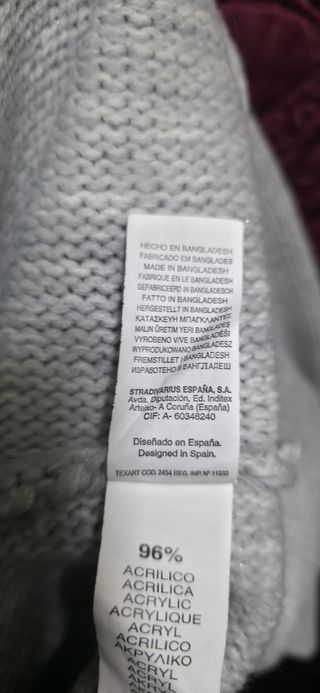 HECHO EN BANGLADESH
FABRICADO EM BANGLADES
MADE IN BANGLADESH
FABRIQUE EN LE BANGLADESH
GEFABRICEERD IN BANGLADESCH
FATTO IN BANGLADESH
HERGESTELLT IN BANGLADESH
ΚΑΤΑΣΚΕΥΗ ΜΠΑΓΚΛΑΝΤΕΣ
MALIN ÜRETIM YERI BANGLADEŞ
VYROBENO V/VE BANGLADÉŠI
WYPRODUKOWANO BANGLADESZ
FREMSTILLET I BANGLADESH
ИЗРАБОТЕНО В БАНГЛАДЕШ
STRADIVARIUS ESPAÑA, S.A.
Avda. Diputación, Ed. Inditex
Arteixo- A Coruña (España)
CIF: A- 60348240
Diseñado en España.
Designed in Spain.
TEXART COD. 2454 REG. IMP. Nº 11932
96%
ACRILICO
ACRILICA
ACRYLIC
ACRYLIQUE
ACRYL
ACRILICO
ΑΚΡΥΛΙΚΟ
ACRYL